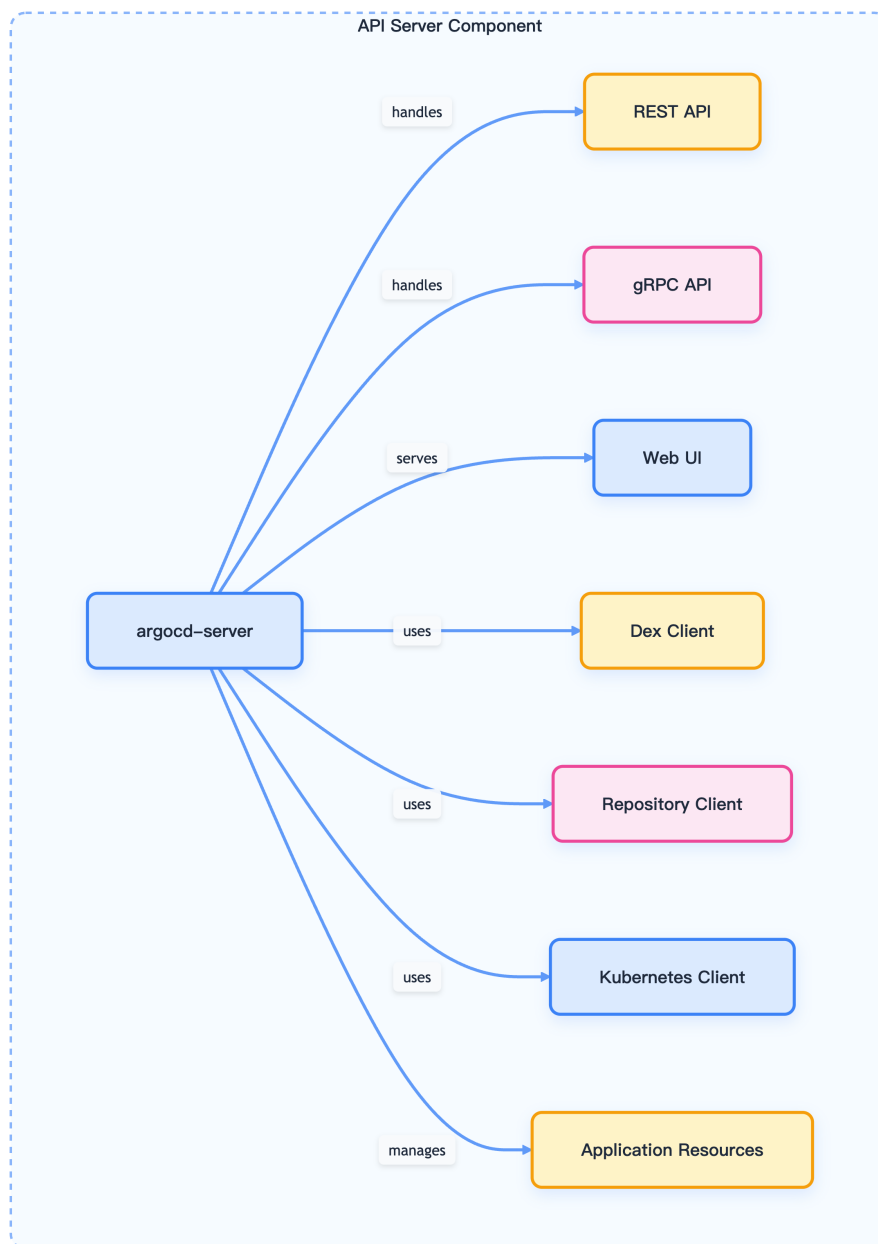 API Server Component
handles
REST API
handles
gRPC API
serves
Web UI
argocd-server
uses
Dex Client
uses
Repository Client
uses
Kubernetes Client
manages
Application Resources